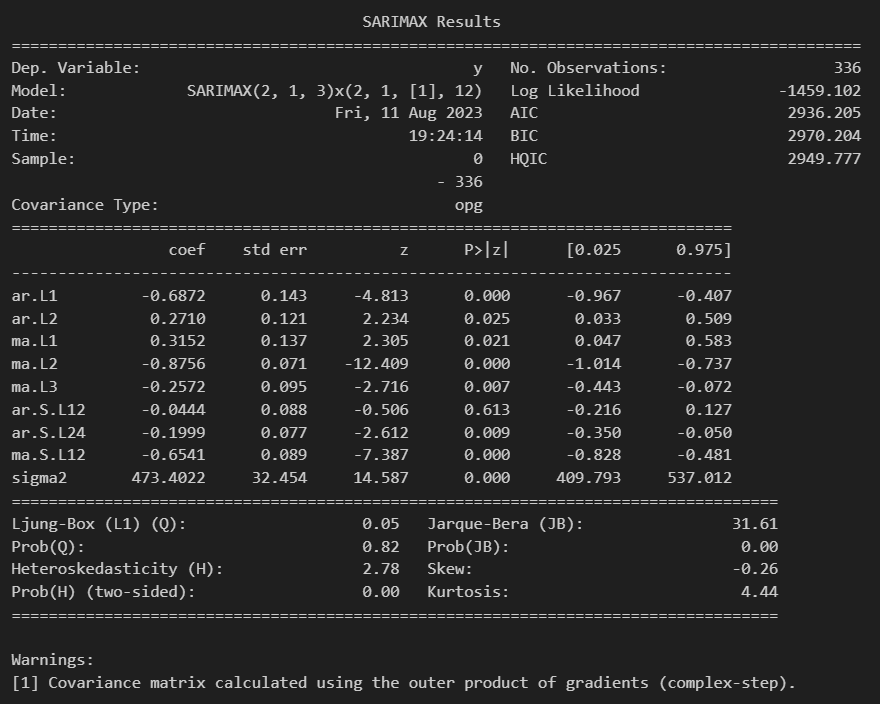 SARIMAX Results
==========================================================================================
Dep. Variable: y No. Observations: 336
Model: SARIMAX(2, 1, 3)x(2, 1, [1], 12) Log Likelihood -1459.102
Date: Fri, 11 Aug 2023 AIC 2936.205
Time: 19:24:14 BIC 2970.204
Sample: 0 HQIC 2949.777
- 336
Covariance Type: opg
==============================================================================
coef std err z P>|z| [0.025 0.975]
------------------------------------------------------------------------------
ar.L1 -0.6872 0.143 -4.813 0.000 -0.967 -0.407
ar.L2 0.2710 0.121 2.234 0.025 0.033 0.509
ma.L1 0.3152 0.137 2.305 0.021 0.047 0.583
ma.L2 -0.8756 0.071 -12.409 0.000 -1.014 -0.737
ma.L3 -0.2572 0.095 -2.716 0.007 -0.443 -0.072
ar.S.L12 -0.0444 0.088 -0.506 0.613 -0.216 0.127
ar.S.L24 -0.1999 0.077 -2.612 0.009 -0.350 -0.050
ma.S.L12 -0.6541 0.089 -7.387 0.000 -0.828 -0.481
sigma2 473.4022 32.454 14.587 0.000 409.793 537.012
===================================================================================
Ljung-Box (L1) (Q): 0.05 Jarque-Bera (JB): 31.61
Prob(Q): 0.82 Prob(JB): 0.00
Heteroskedasticity (H): 2.78 Skew: -0.26
Prob(H) (two-sided): 0.00 Kurtosis: 4.44
===================================================================================
Warnings:
[1] Covariance matrix calculated using the outer product of gradients (complex-step).